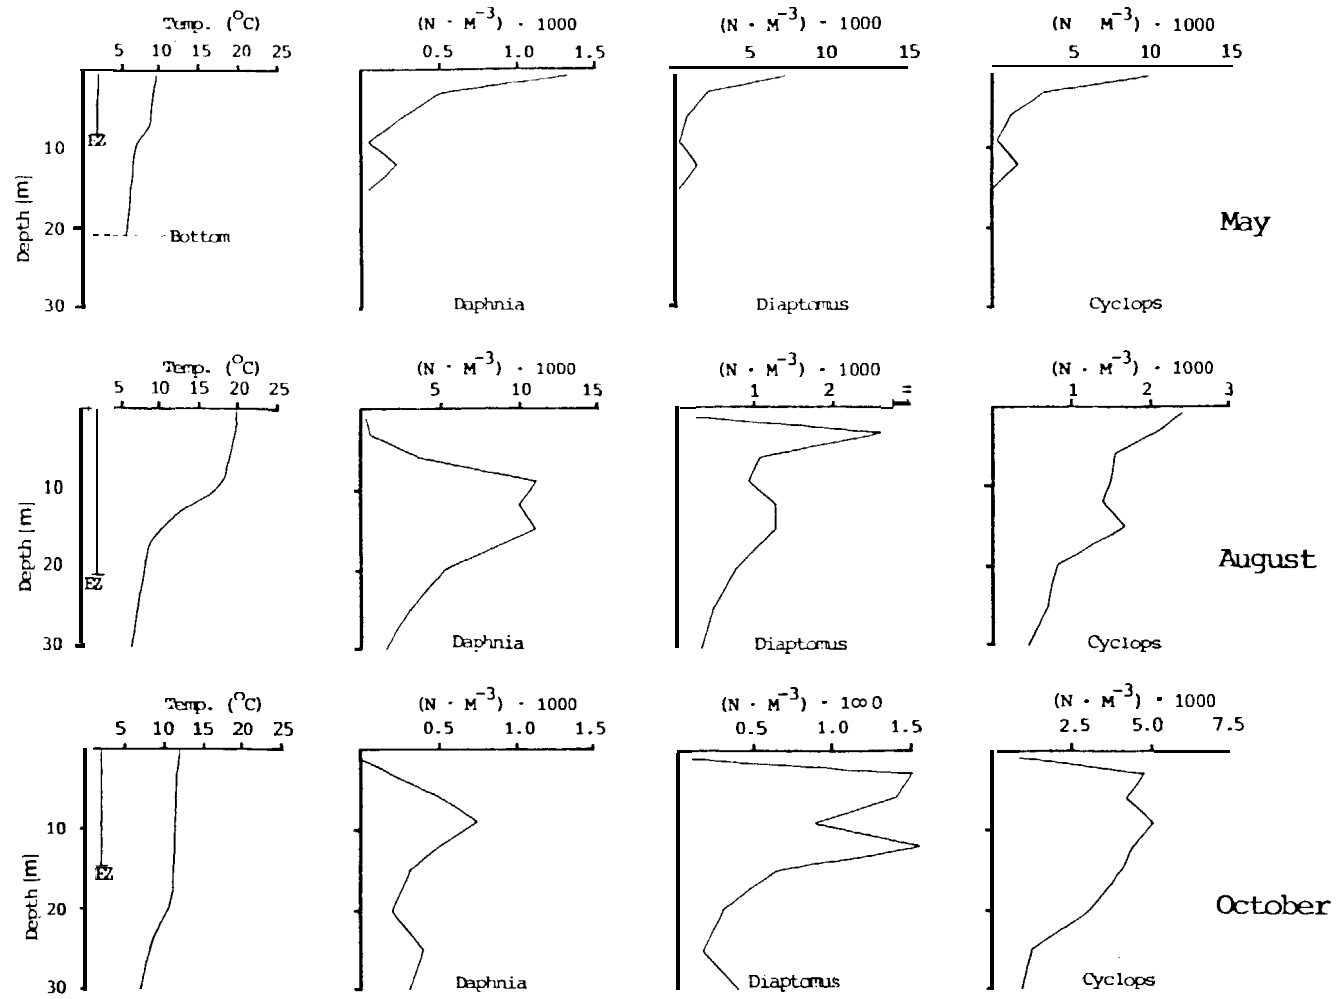 Temp. (°C) (N · M⁻³) · 1000 (N · M⁻³) · 1000 (N · M⁻³) · 1000
5 10 15 20 25 0.5 1.0 1.5 5 10 15 5 10 15
EZ
10
Depth [m]
20
Bottom
May
30
Daphnia Diaptomus Cyclops
Temp. (°C) (N · M⁻³) · 1000 (N · M⁻³) · 1000 (N · M⁻³) · 1000
5 10 15 20 25 5 10 15 1 2 1 2 3
10
Depth [m]
20
EZ
August
30
Daphnia Diaptomus Cyclops
Temp. (°C) (N · M⁻³) · 1000 (N · M⁻³) · 1000 (N · M⁻³) · 1000
5 10 15 20 25 0.5 1.0 1.5 0.5 1.0 1.5 2.5 5.0 7.5
10
EZ
Depth [m]
20
October
30
Daphnia Diaptomus Cyclops